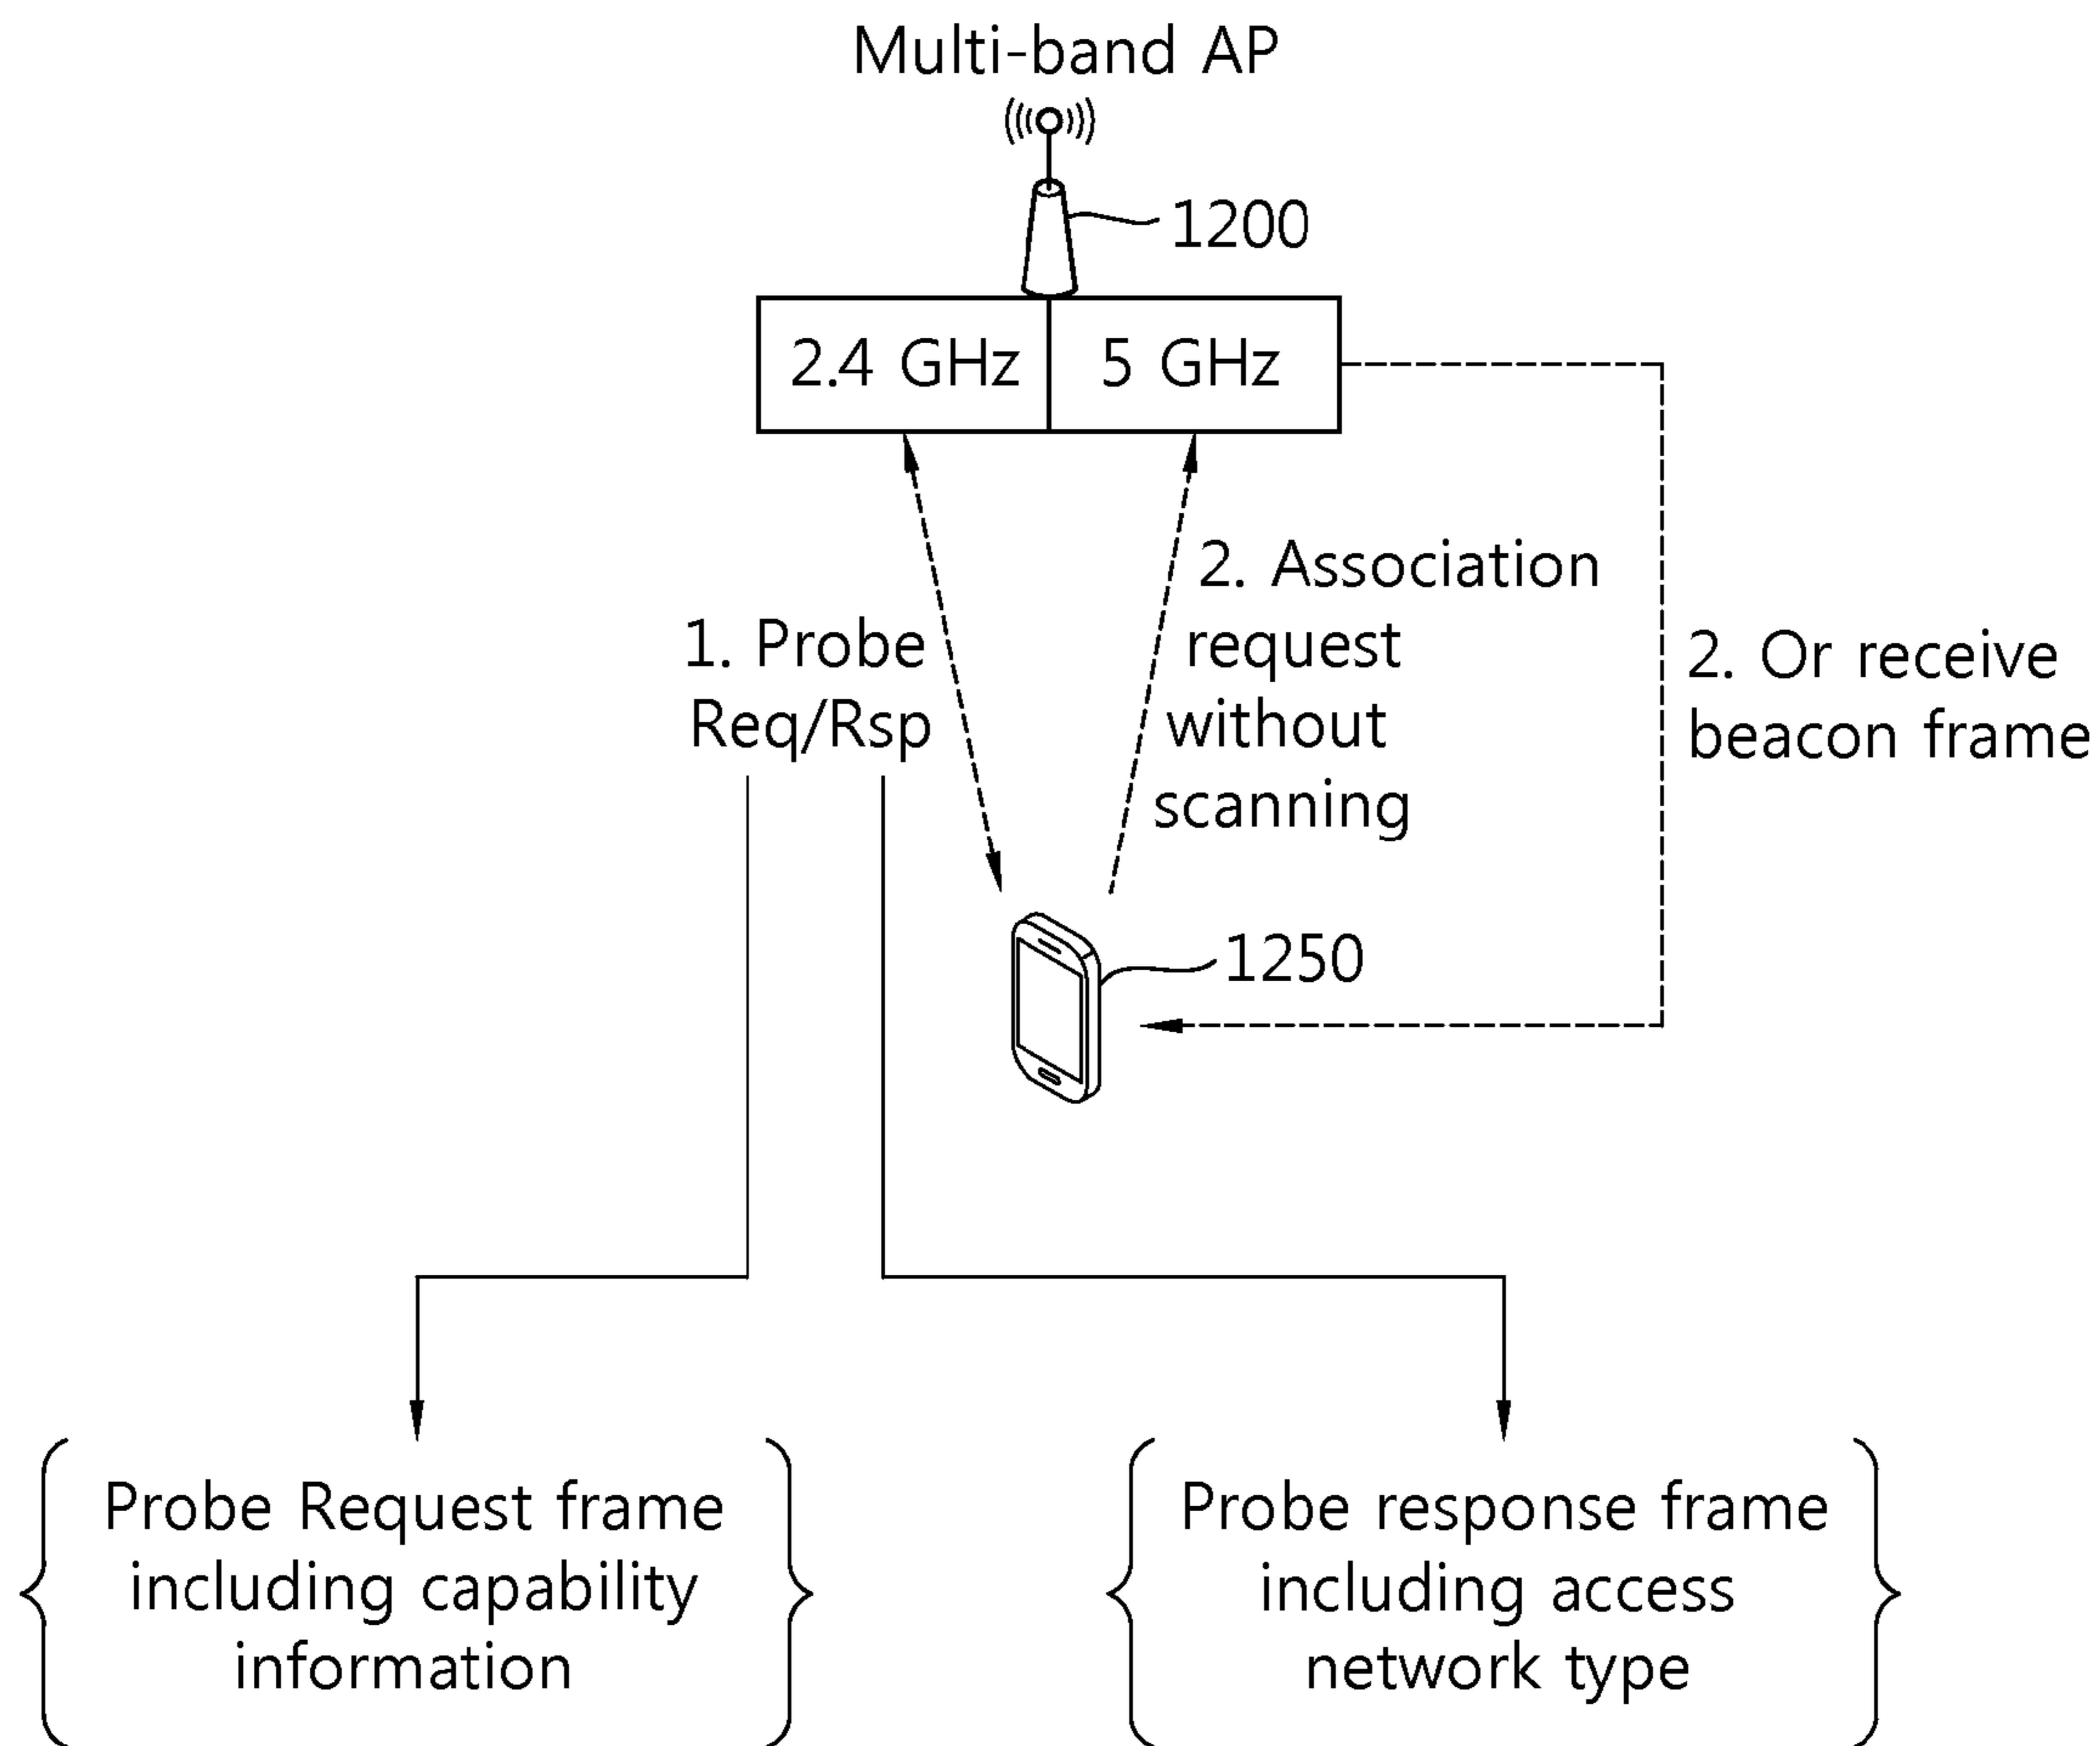 Multi-band AP
1200
2.4 GHz
5 GHz
1. Probe
Req/Rsp
2. Association
request
without
scanning
2. Or receive
beacon frame
1250
Probe Request frame
including capability
information
Probe response frame
including access
network type